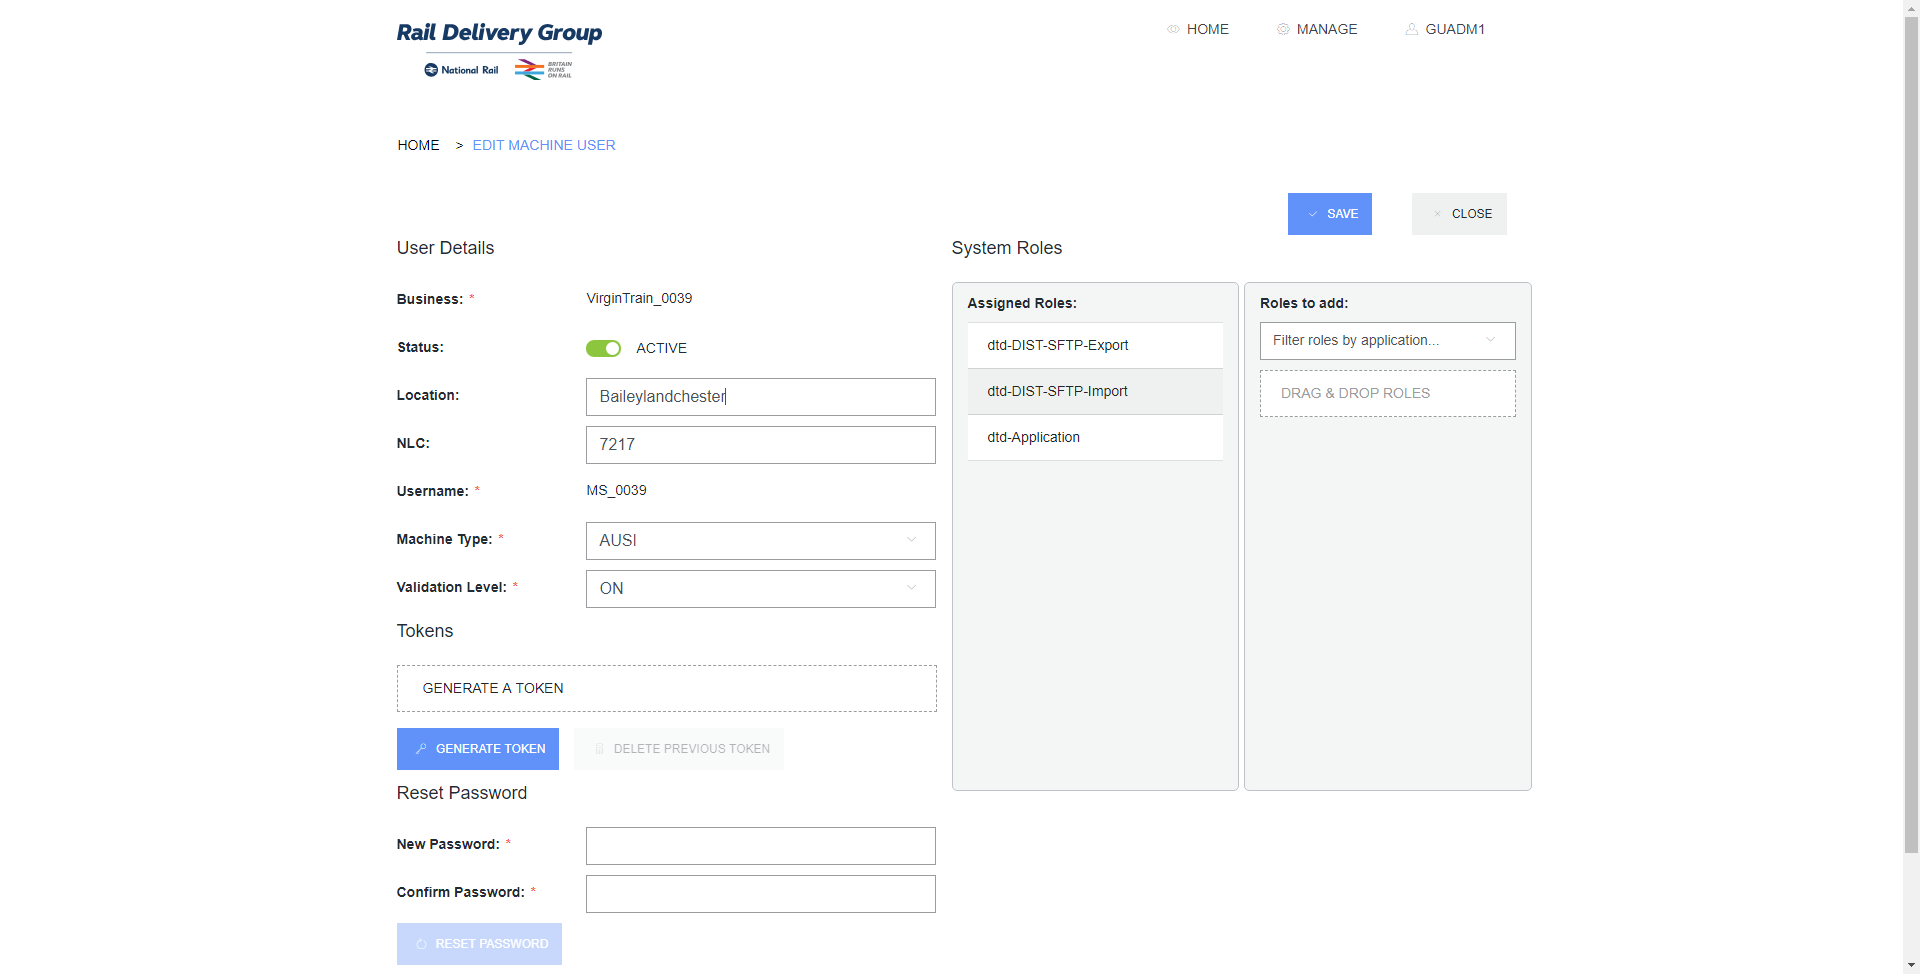 Rail Delivery Group
National Rail
BRITAIN
RUNS
ON RAIL
HOME
MANAGE
GUADM1
HOME > EDIT MACHINE USER
SAVE
CLOSE
User Details
Business: *
VirginTrain_0039
Status:
ACTIVE
Location:
Baileylandchester
NLC:
7217
Username: *
MS_0039
Machine Type: *
AUSI
Validation Level: *
ON
Tokens
GENERATE A TOKEN
GENERATE TOKEN
DELETE PREVIOUS TOKEN
Reset Password
New Password: *
Confirm Password: *
RESET PASSWORD
System Roles
Assigned Roles:
dtd-DIST-SFTP-Export
dtd-DIST-SFTP-Import
dtd-Application
Roles to add:
Filter roles by application...
DRAG & DROP ROLES